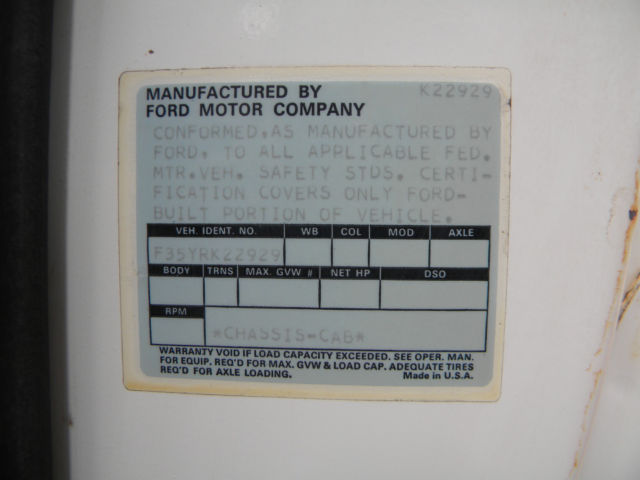 MANUFACTURED BY K22929
FORD MOTOR COMPANY
CONFORMED.AS MANUFACTURED BY
FORD. TO ALL APPLICABLE FED.
MTR.VEH. SAFETY STDS. CERTI-
FICATION COVERS ONLY FORD-
BUILT PORTION OF VEHICLE.
VEH. IDENT. NO. WB COL MOD AXLE
F35YRK22929
BODY TRNS MAX. GVW # NET HP DSO
RPM
*CHASSIS-CAB*
WARRANTY VOID IF LOAD CAPACITY EXCEEDED. SEE OPER. MAN.
FOR EQUIP. REQ'D FOR MAX. GVW & LOAD CAP. ADEQUATE TIRES
REQ'D FOR AXLE LOADING. Made in U.S.A.